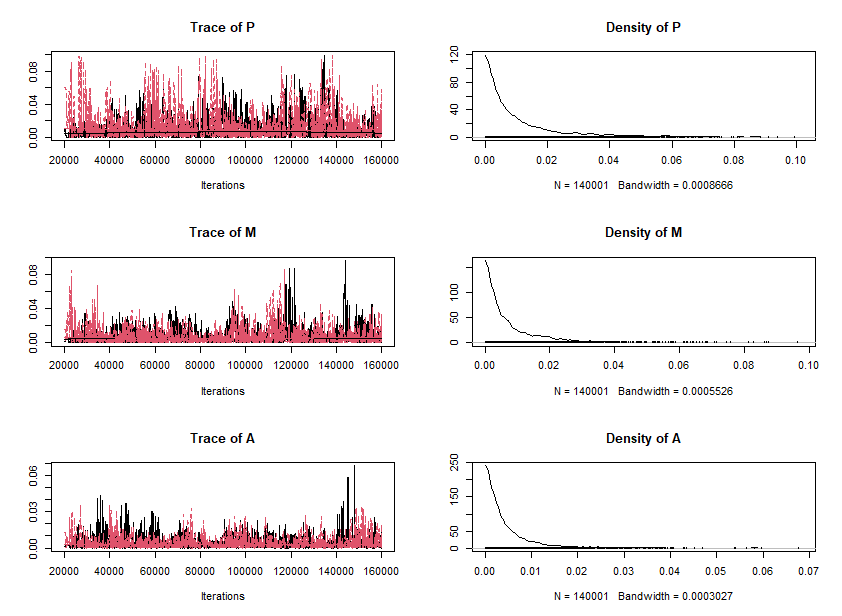 Trace of P
0.00 0.04 0.08
20000 40000 60000 80000 100000 120000 140000 160000
Iterations
Density of P
0 40 80 120
0.00 0.02 0.04 0.06 0.08 0.10
N = 140001 Bandwidth = 0.0008666
Trace of M
0.00 0.04 0.08
20000 40000 60000 80000 100000 120000 140000 160000
Iterations
Density of M
0 50 100
0.00 0.02 0.04 0.06 0.08 0.10
N = 140001 Bandwidth = 0.0005526
Trace of A
0.00 0.03 0.06
20000 40000 60000 80000 100000 120000 140000 160000
Iterations
Density of A
0 50 150 250
0.00 0.01 0.02 0.03 0.04 0.05 0.06 0.07
N = 140001 Bandwidth = 0.0003027